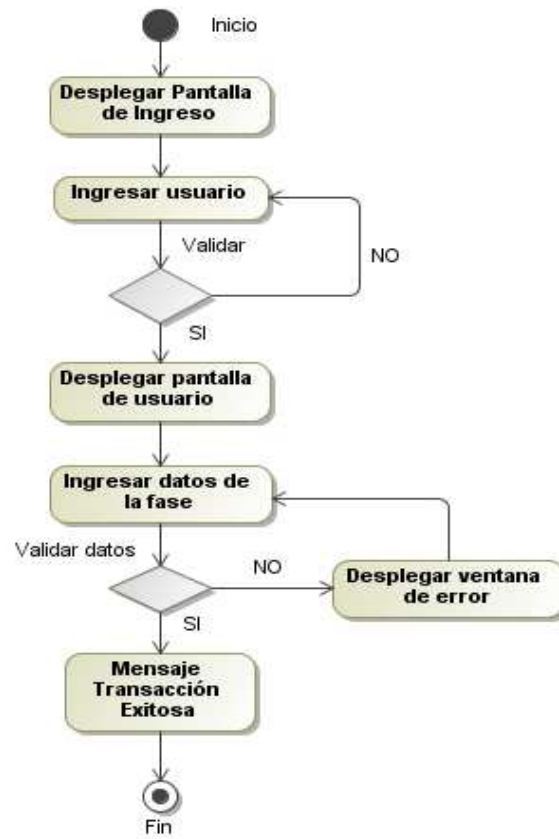 Inicio
Desplegar Pantalla
de Ingreso
Ingresar usuario
Validar
NO
SI
Desplegar pantalla
de usuario
Ingresar datos de
la fase
Validar datos
NO
Desplegar ventana
de error
SI
Mensaje
Transacción
Exitosa
Fin